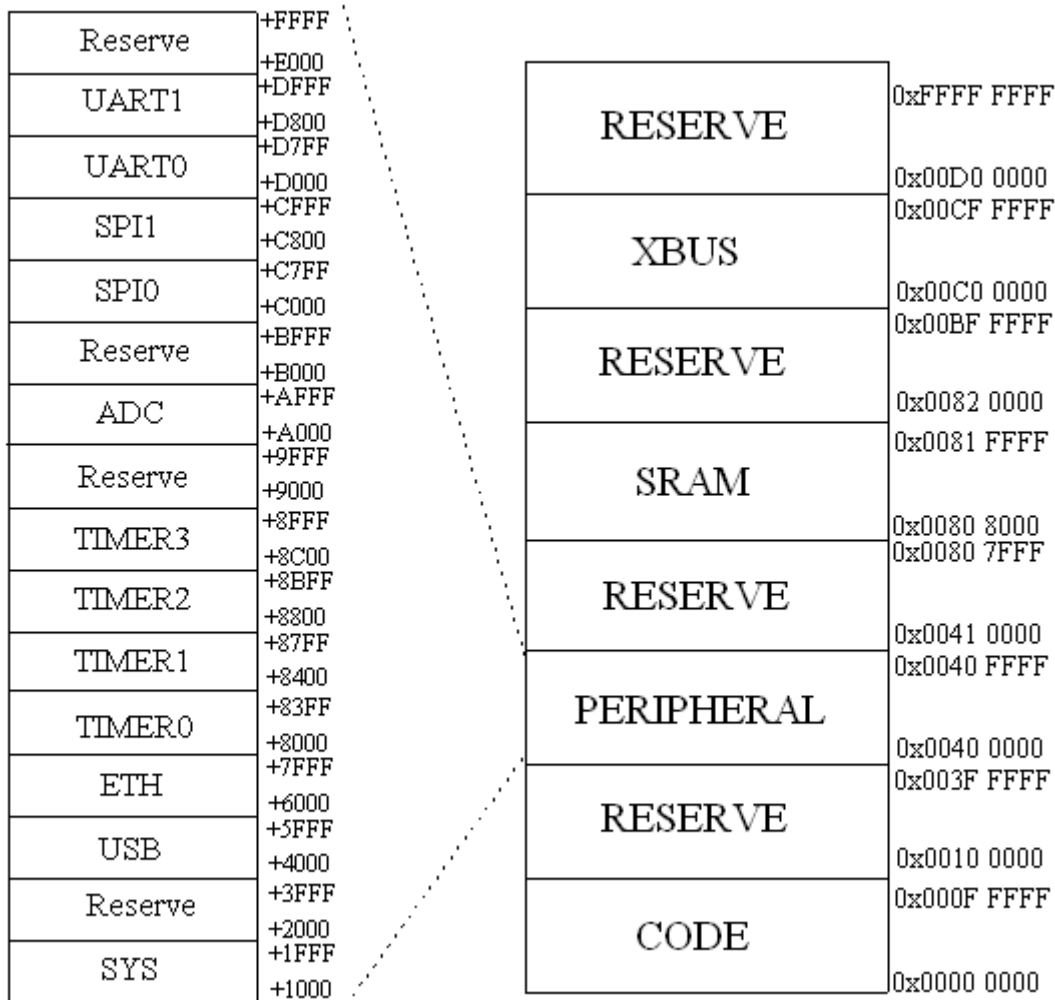 Reserve
+FFFF
+E000
UART1
+DFFF
+D800
UART0
+D7FF
+D000
SPI1
+CFFF
+C800
SPI0
+C7FF
+C000
Reserve
+BFFF
+B000
ADC
+AFFF
+A000
Reserve
+9FFF
+9000
TIMER3
+8FFF
+8C00
TIMER2
+8BFF
+8800
TIMER1
+87FF
+8400
TIMER0
+83FF
+8000
ETH
+7FFF
+6000
USB
+5FFF
+4000
Reserve
+3FFF
+2000
SYS
+1FFF
+1000
RESERVE
0xFFFF FFFF
0x00D0 0000
XBUS
0x00CF FFFF
0x00C0 0000
RESERVE
0x00BF FFFF
0x0082 0000
SRAM
0x0081 FFFF
0x0080 8000
RESERVE
0x0080 7FFF
0x0041 0000
PERIPHERAL
0x0040 FFFF
0x0040 0000
RESERVE
0x003F FFFF
0x0010 0000
CODE
0x000F FFFF
0x0000 0000